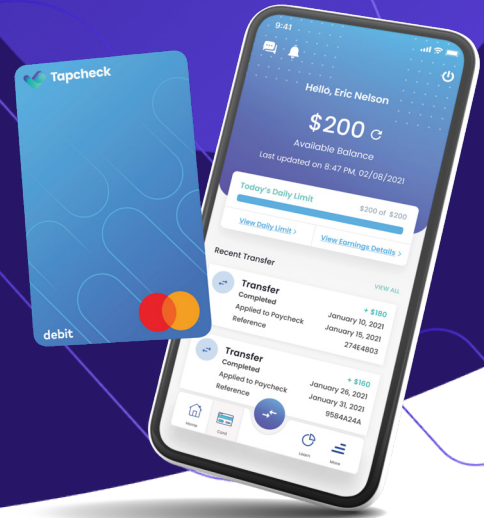 Tapcheck
debit
9:41
Hello, Eric Nelson
$200
Available Balance
Last updated on 8:47 PM, 02/08/2021
Today's Daily Limit
$200 of $200
View Daily Limit >
View Earnings Details >
Recent Transfer
VIEW ALL
Transfer
+ $180
Completed
January 10, 2021
Applied to Paycheck
January 15, 2021
Reference
274E4803
Transfer
+ $160
Completed
January 26, 2021
Applied to Paycheck
January 31, 2021
Reference
9584A24A
Home
Card
Learn
More